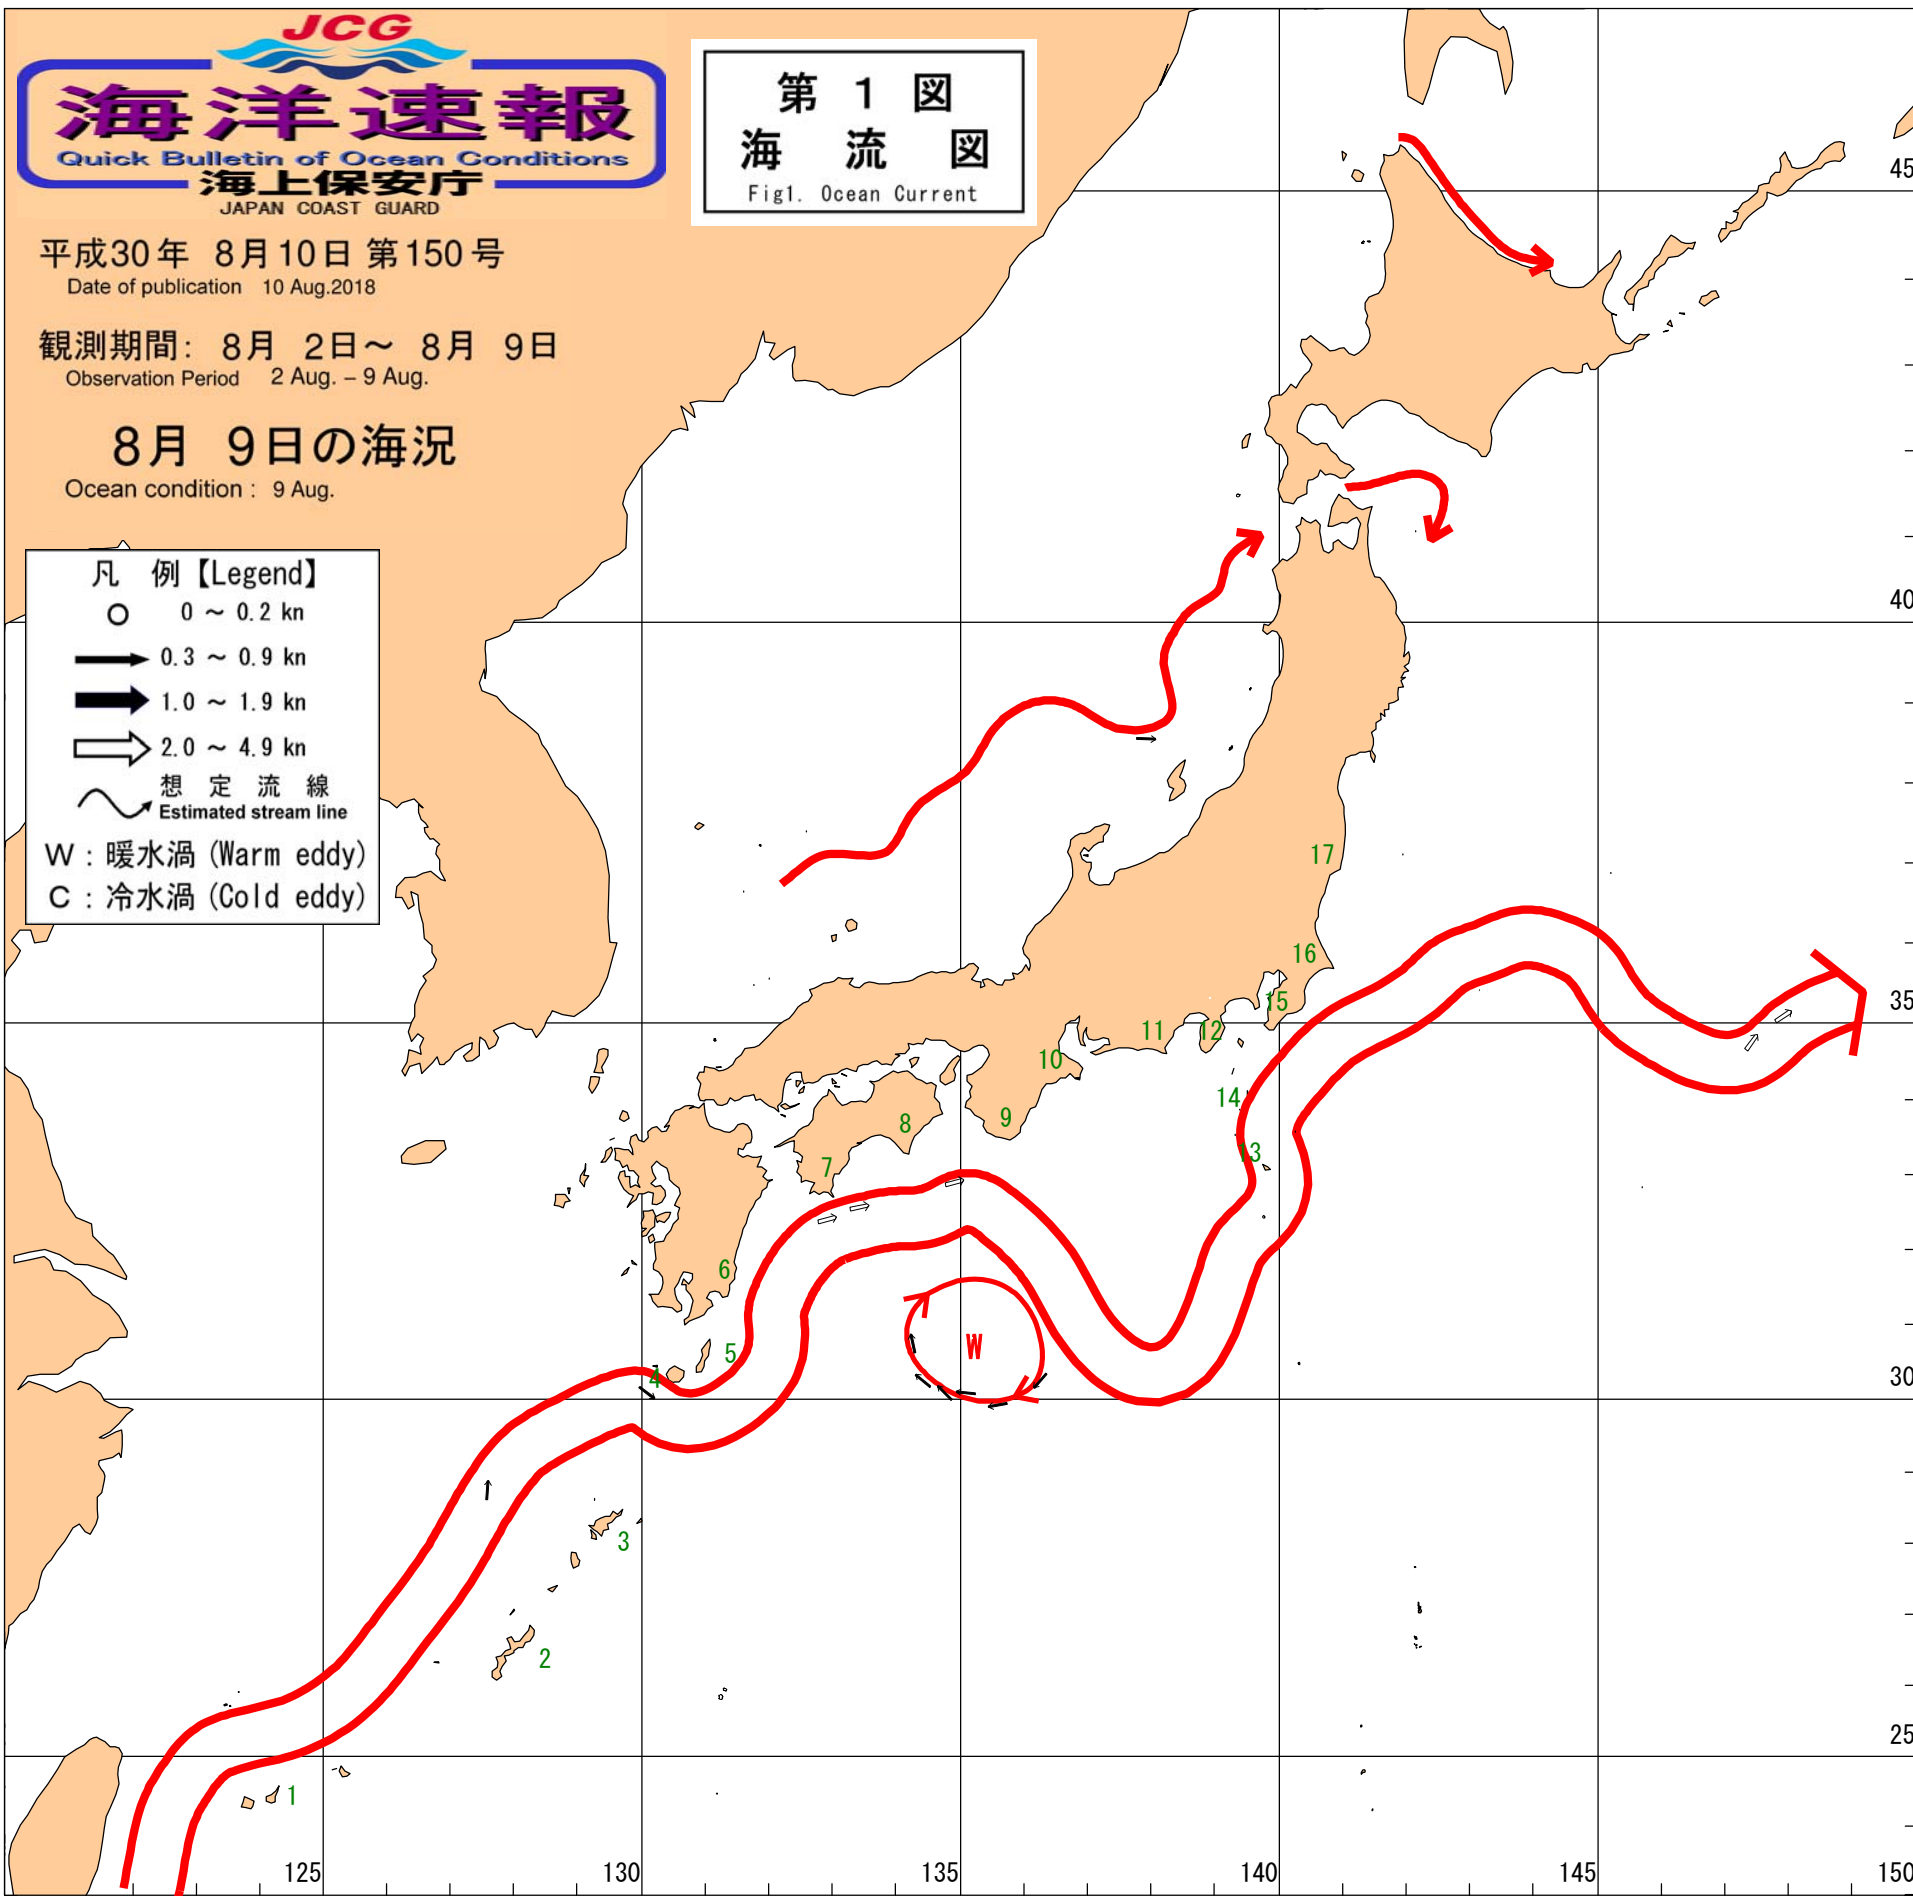 JCG
海洋速報
Quick Bulletin of Ocean Conditions
海上保安庁
JAPAN COAST GUARD
第 1 図
海 流 図
Fig1. Ocean Current
平成30年 8月10日 第150号
Date of publication 10 Aug.2018
観測期間: 8月 2日～ 8月 9日
Observation Period 2 Aug. – 9 Aug.
8月 9日の海況
Ocean condition : 9 Aug.
凡 例【Legend】
0 ～ 0.2 kn
0.3 ～ 0.9 kn
1.0 ～ 1.9 kn
2.0 ～ 4.9 kn
想 定 流 線
Estimated stream line
W : 暖水渦 (Warm eddy)
C : 冷水渦 (Cold eddy)
45
40
17
16
35
15
11
12
10
14
9
8
13
7
6
W
5
4
30
3
2
25
1
125
130
135
140
145
150